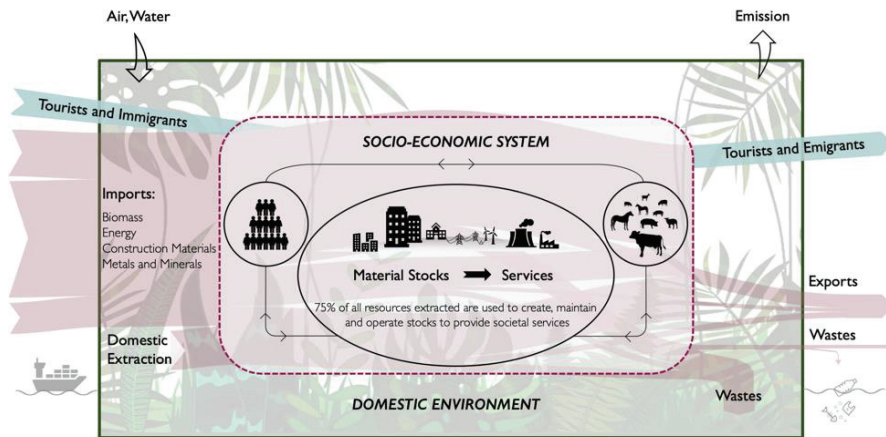 Air, Water
Emission
Tourists and Immigrants
SOCIO-ECONOMIC SYSTEM
Tourists and Emigrants
Imports:
Biomass
Energy
Construction Materials
Metals and Minerals
Material Stocks
Services
75% of all resources extracted are used to create, maintain
and operate stocks to provide societal services
Exports
Domestic
Extraction
Wastes
Wastes
DOMESTIC ENVIRONMENT